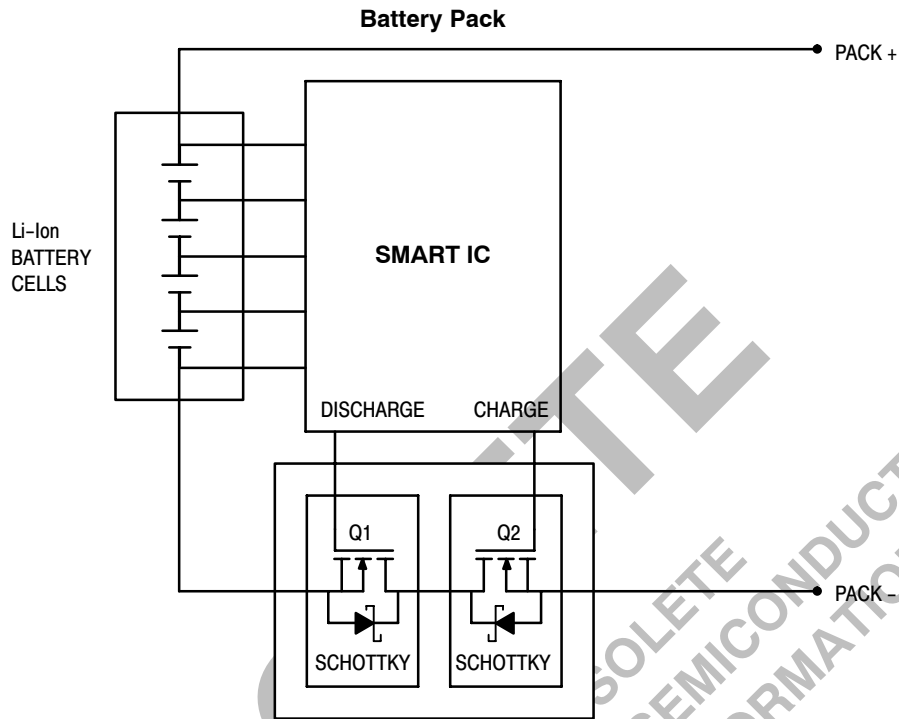 Battery Pack
PACK +
Li–Ion
BATTERY
CELLS
SMART IC
DISCHARGE CHARGE
Q1 Q2
PACK –
SCHOTTKY SCHOTTKY